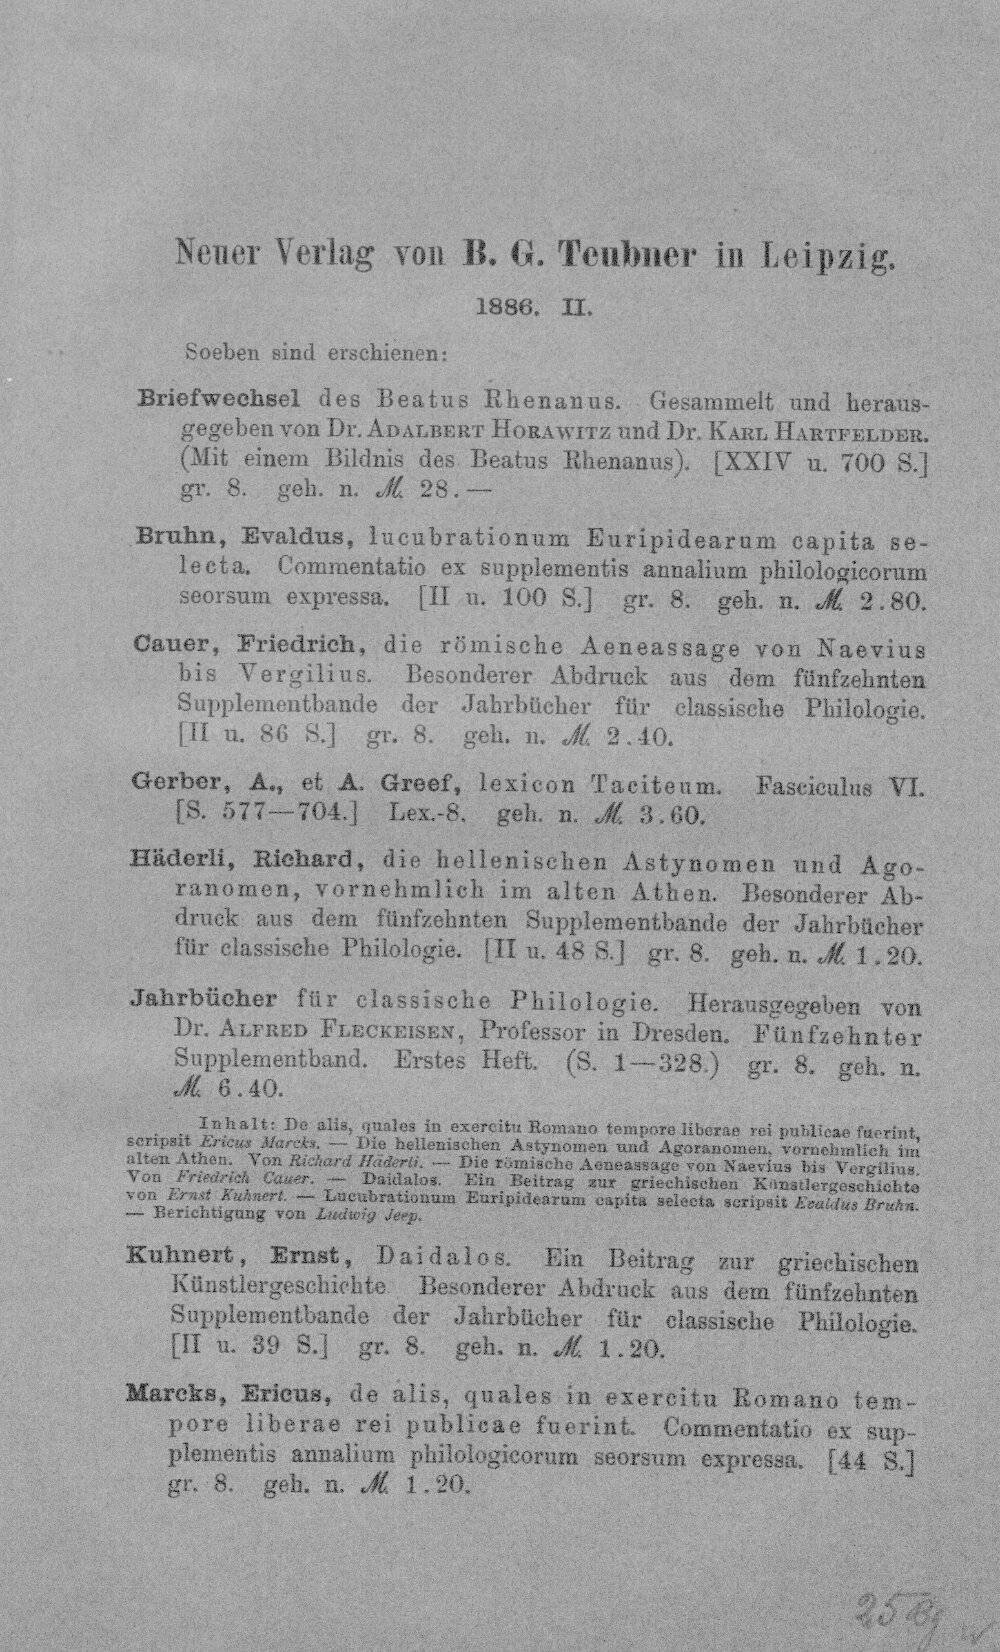 Neuer Verlag von B. G. Teubner in Leipzig.
1886. II.
Soeben sind erschienen:
Briefwechsel des Beatus Rhenanus. Gesammelt und heraus-
gegeben von Dr. ADALBERT HORAWITZ und Dr. KARL HARTFELDER.
(Mit einem Bildnis des Beatus Rhenanus). [XXIV u. 700 S.]
gr. 8. geh. n. ℳ. 28.—
Bruhn, Evaldus, lucubrationum Euripidearum capita se-
lecta. Commentatio ex supplementis annalium philologicorum
seorsum expressa. [II u. 100 S.] gr. 8. geh. n. ℳ. 2.80.
Cauer, Friedrich, die römische Aeneassage von Naevius
bis Vergilius. Besonderer Abdruck aus dem fünfzehnten
Supplementbande der Jahrbücher für classische Philologie.
[II u. 86 S.] gr. 8. geh. n. ℳ. 2.40.
Gerber, A., et A. Greef, lexicon Taciteum. Fasciculus VI.
[S. 577—704.] Lex.-8. geh. n. ℳ. 3.60.
Häderli, Richard, die hellenischen Astynomen und Ago-
ranomen, vornehmlich im alten Athen. Besonderer Ab-
druck aus dem fünfzehnten Supplementbande der Jahrbücher
für classische Philologie. [II u. 48 S.] gr. 8. geh. n. ℳ. 1.20.
Jahrbücher für classische Philologie. Herausgegeben von
Dr. ALFRED FLECKEISEN, Professor in Dresden. Fünfzehnter
Supplementband. Erstes Heft. (S. 1—328.) gr. 8. geh. n.
ℳ. 6.40.
Inhalt: De alis, quales in exercitu Romano tempore liberae rei publicae fuerint,
scripsit Ericus Marcks. — Die hellenischen Astynomen und Agoranomen, vornehmlich im
alten Athen. Von Richard Häderli. — Die römische Aeneassage von Naevius bis Vergilius.
Von Friedrich Cauer. — Daidalos. Ein Beitrag zur griechischen Künstlergeschichte
von Ernst Kuhnert. — Lucubrationum Euripidearum capita selecta scripsit Evaldus Bruhn.
— Berichtigung von Ludwig Jeep.
Kuhnert, Ernst, Daidalos. Ein Beitrag zur griechischen
Künstlergeschichte. Besonderer Abdruck aus dem fünfzehnten
Supplementbande der Jahrbücher für classische Philologie.
[II u. 39 S.] gr. 8. geh. n. ℳ. 1.20.
Marcks, Ericus, de alis, quales in exercitu Romano tem-
pore liberae rei publicae fuerint. Commentatio ex sup-
plementis annalium philologicorum seorsum expressa. [44 S.]
gr. 8. geh. n. ℳ. 1.20.
25